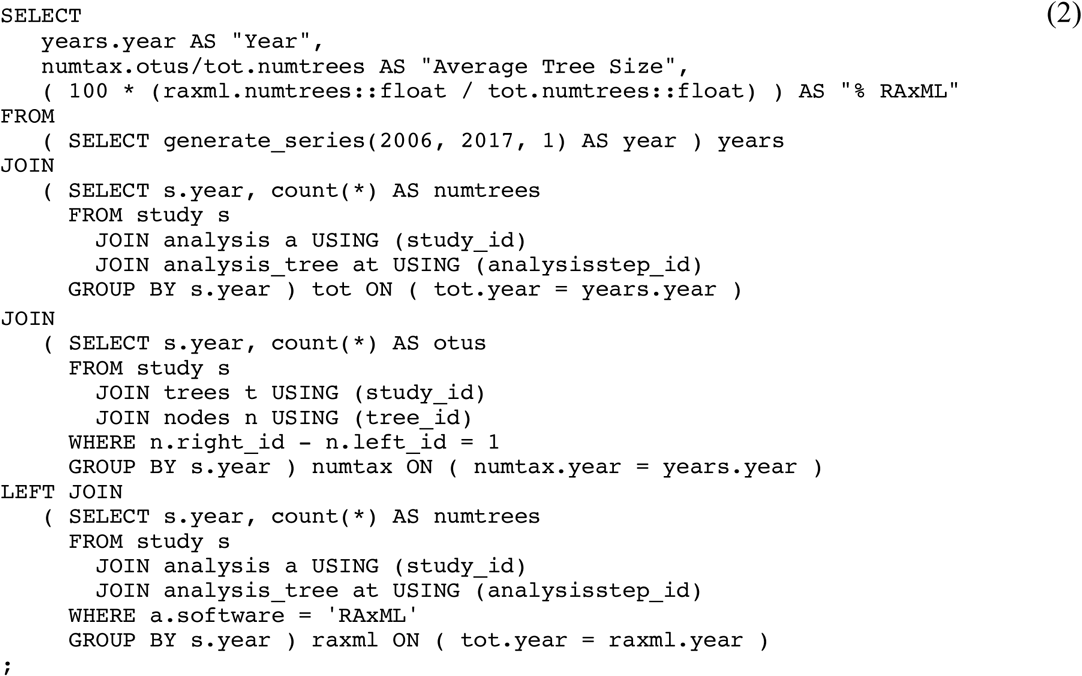 SELECT (2)
years.year AS "Year",
numtax.otus/tot.numtrees AS "Average Tree Size",
( 100 * (raxml.numtrees::float / tot.numtrees::float) ) AS "% RAxML"
FROM
( SELECT generate_series(2006, 2017, 1) AS year ) years
JOIN
( SELECT s.year, count(*) AS numtrees
FROM study s
JOIN analysis a USING (study_id)
JOIN analysis_tree at USING (analysisstep_id)
GROUP BY s.year ) tot ON ( tot.year = years.year )
JOIN
( SELECT s.year, count(*) AS otus
FROM study s
JOIN trees t USING (study_id)
JOIN nodes n USING (tree_id)
WHERE n.right_id - n.left_id = 1
GROUP BY s.year ) numtax ON ( numtax.year = years.year )
LEFT JOIN
( SELECT s.year, count(*) AS numtrees
FROM study s
JOIN analysis a USING (study_id)
JOIN analysis_tree at USING (analysisstep_id)
WHERE a.software = 'RAxML'
GROUP BY s.year ) raxml ON ( tot.year = raxml.year )
;